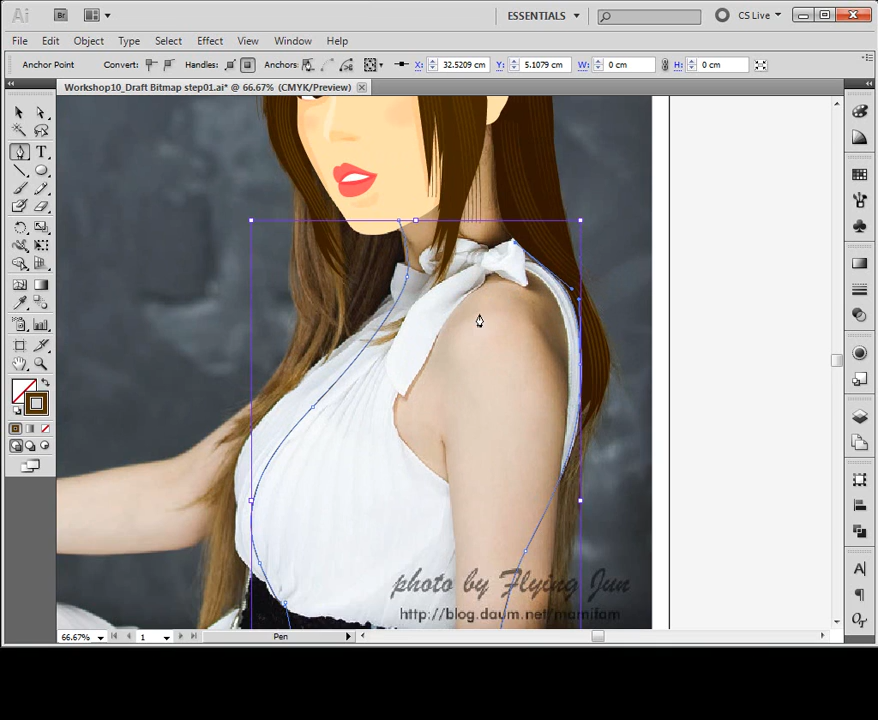 Ai Br ESSENTIALS CS Live
File Edit Object Type Select Effect View Window Help
Anchor Point Convert: Handles: Anchors: X: 32.5209 cm Y: 5.1079 cm W: 0 cm H: 0 cm
Workshop10_Draft Bitmap step01.ai* @ 66.67% (CMYK/Preview)
photo by Flying Jun
http://blog.daum.net/mamifam
66.67% 1 Pen